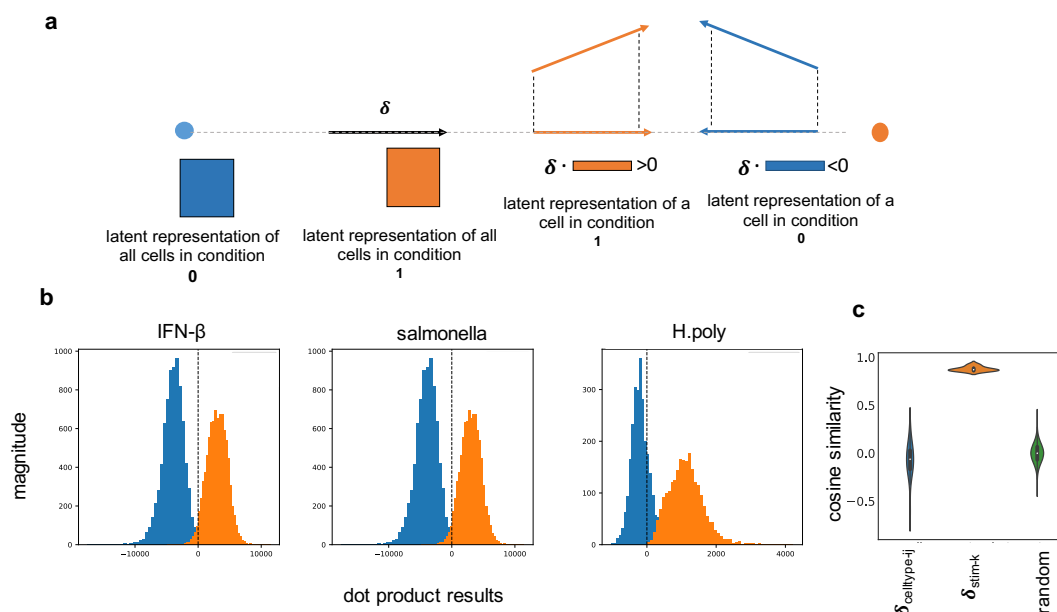 a
δ
δ · >0
δ · <0
latent representation of
all cells in condition
0
latent representation of all
cells in condition
1
latent representation of a
cell in condition
1
latent representation of a
cell in condition
0
b
IFN-β
salmonella
H.poly
magnitude
1000
800
600
400
200
0
−10000
0
10000
1000
800
600
400
200
0
−10000
0
10000
300
200
100
0
0
2000
4000
dot product results
c
cosine similarity
1.0
0.5
0.0
−0.5
δcelltype-ij
δstim-k
random